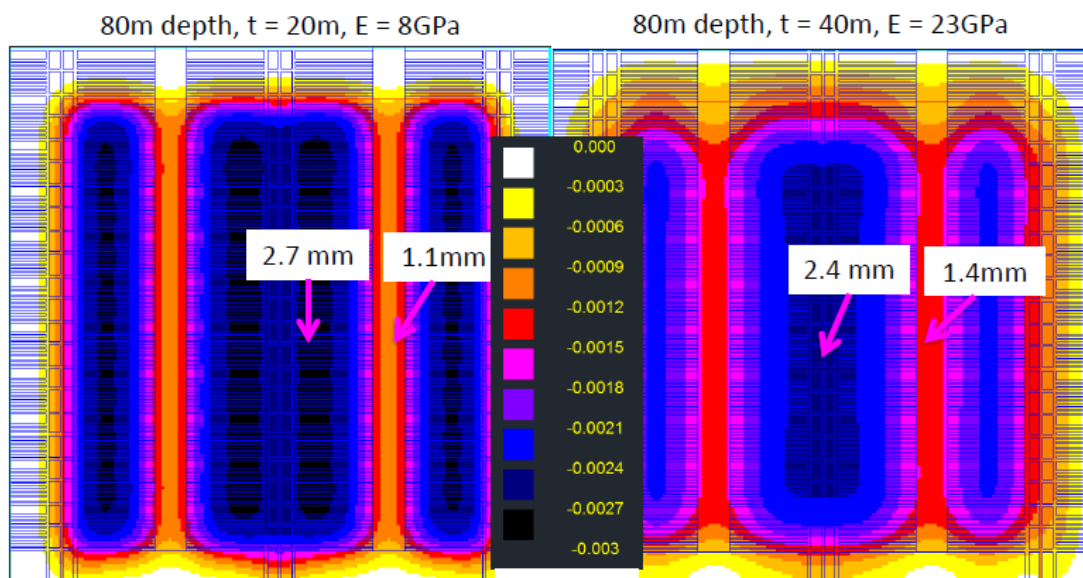 80m depth, t = 20m, E = 8GPa
80m depth, t = 40m, E = 23GPa
2.7 mm
1.1mm
0.000
-0.0003
-0.0006
-0.0009
-0.0012
-0.0015
-0.0018
-0.0021
-0.0024
-0.0027
-0.003
2.4 mm
1.4mm